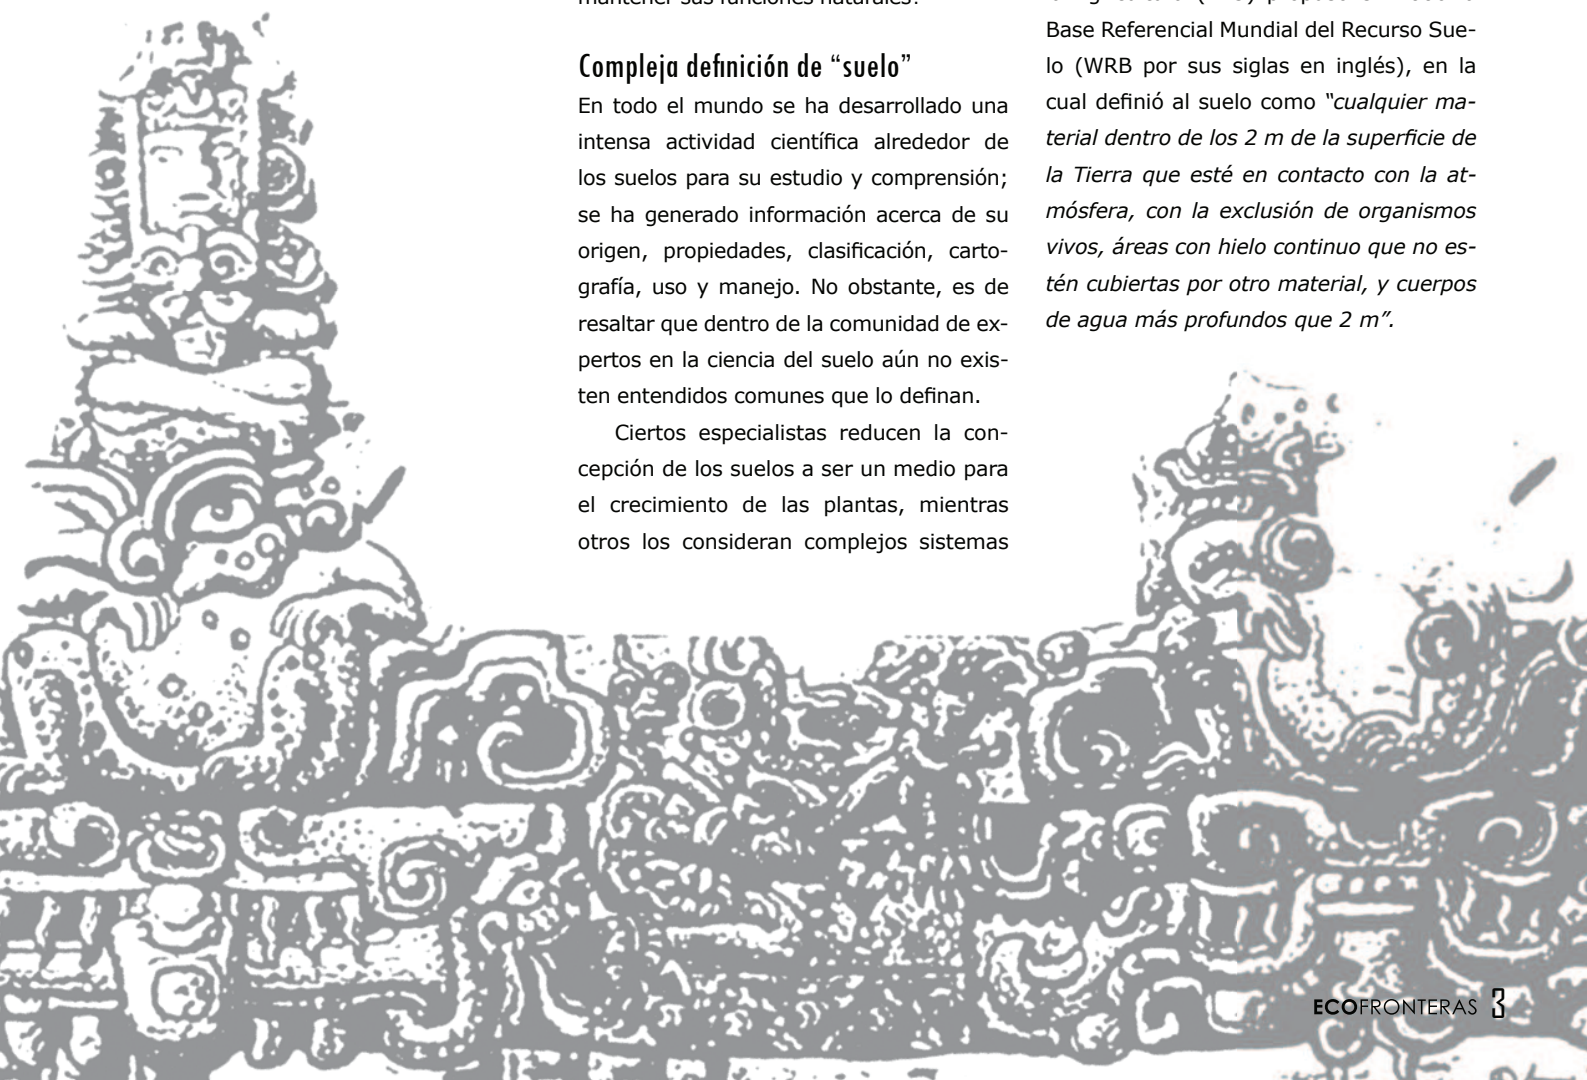 mantener sus funciones naturales?
Compleja definición de “suelo”
En todo el mundo se ha desarrollado una
intensa actividad científica alrededor de
los suelos para su estudio y comprensión;
se ha generado información acerca de su
origen, propiedades, clasificación, carto-
grafía, uso y manejo. No obstante, es de
resaltar que dentro de la comunidad de ex-
pertos en la ciencia del suelo aún no exis-
ten entendidos comunes que lo definan.
Ciertos especialistas reducen la con-
cepción de los suelos a ser un medio para
el crecimiento de las plantas, mientras
otros los consideran complejos sistemas
Base Referencial Mundial del Recurso Sue-
lo (WRB por sus siglas en inglés), en la
cual definió al suelo como “cualquier ma-
terial dentro de los 2 m de la superficie de
la Tierra que esté en contacto con la at-
mósfera, con la exclusión de organismos
vivos, áreas con hielo continuo que no es-
tén cubiertas por otro material, y cuerpos
de agua más profundos que 2 m”.
ECOFRONTERAS 3